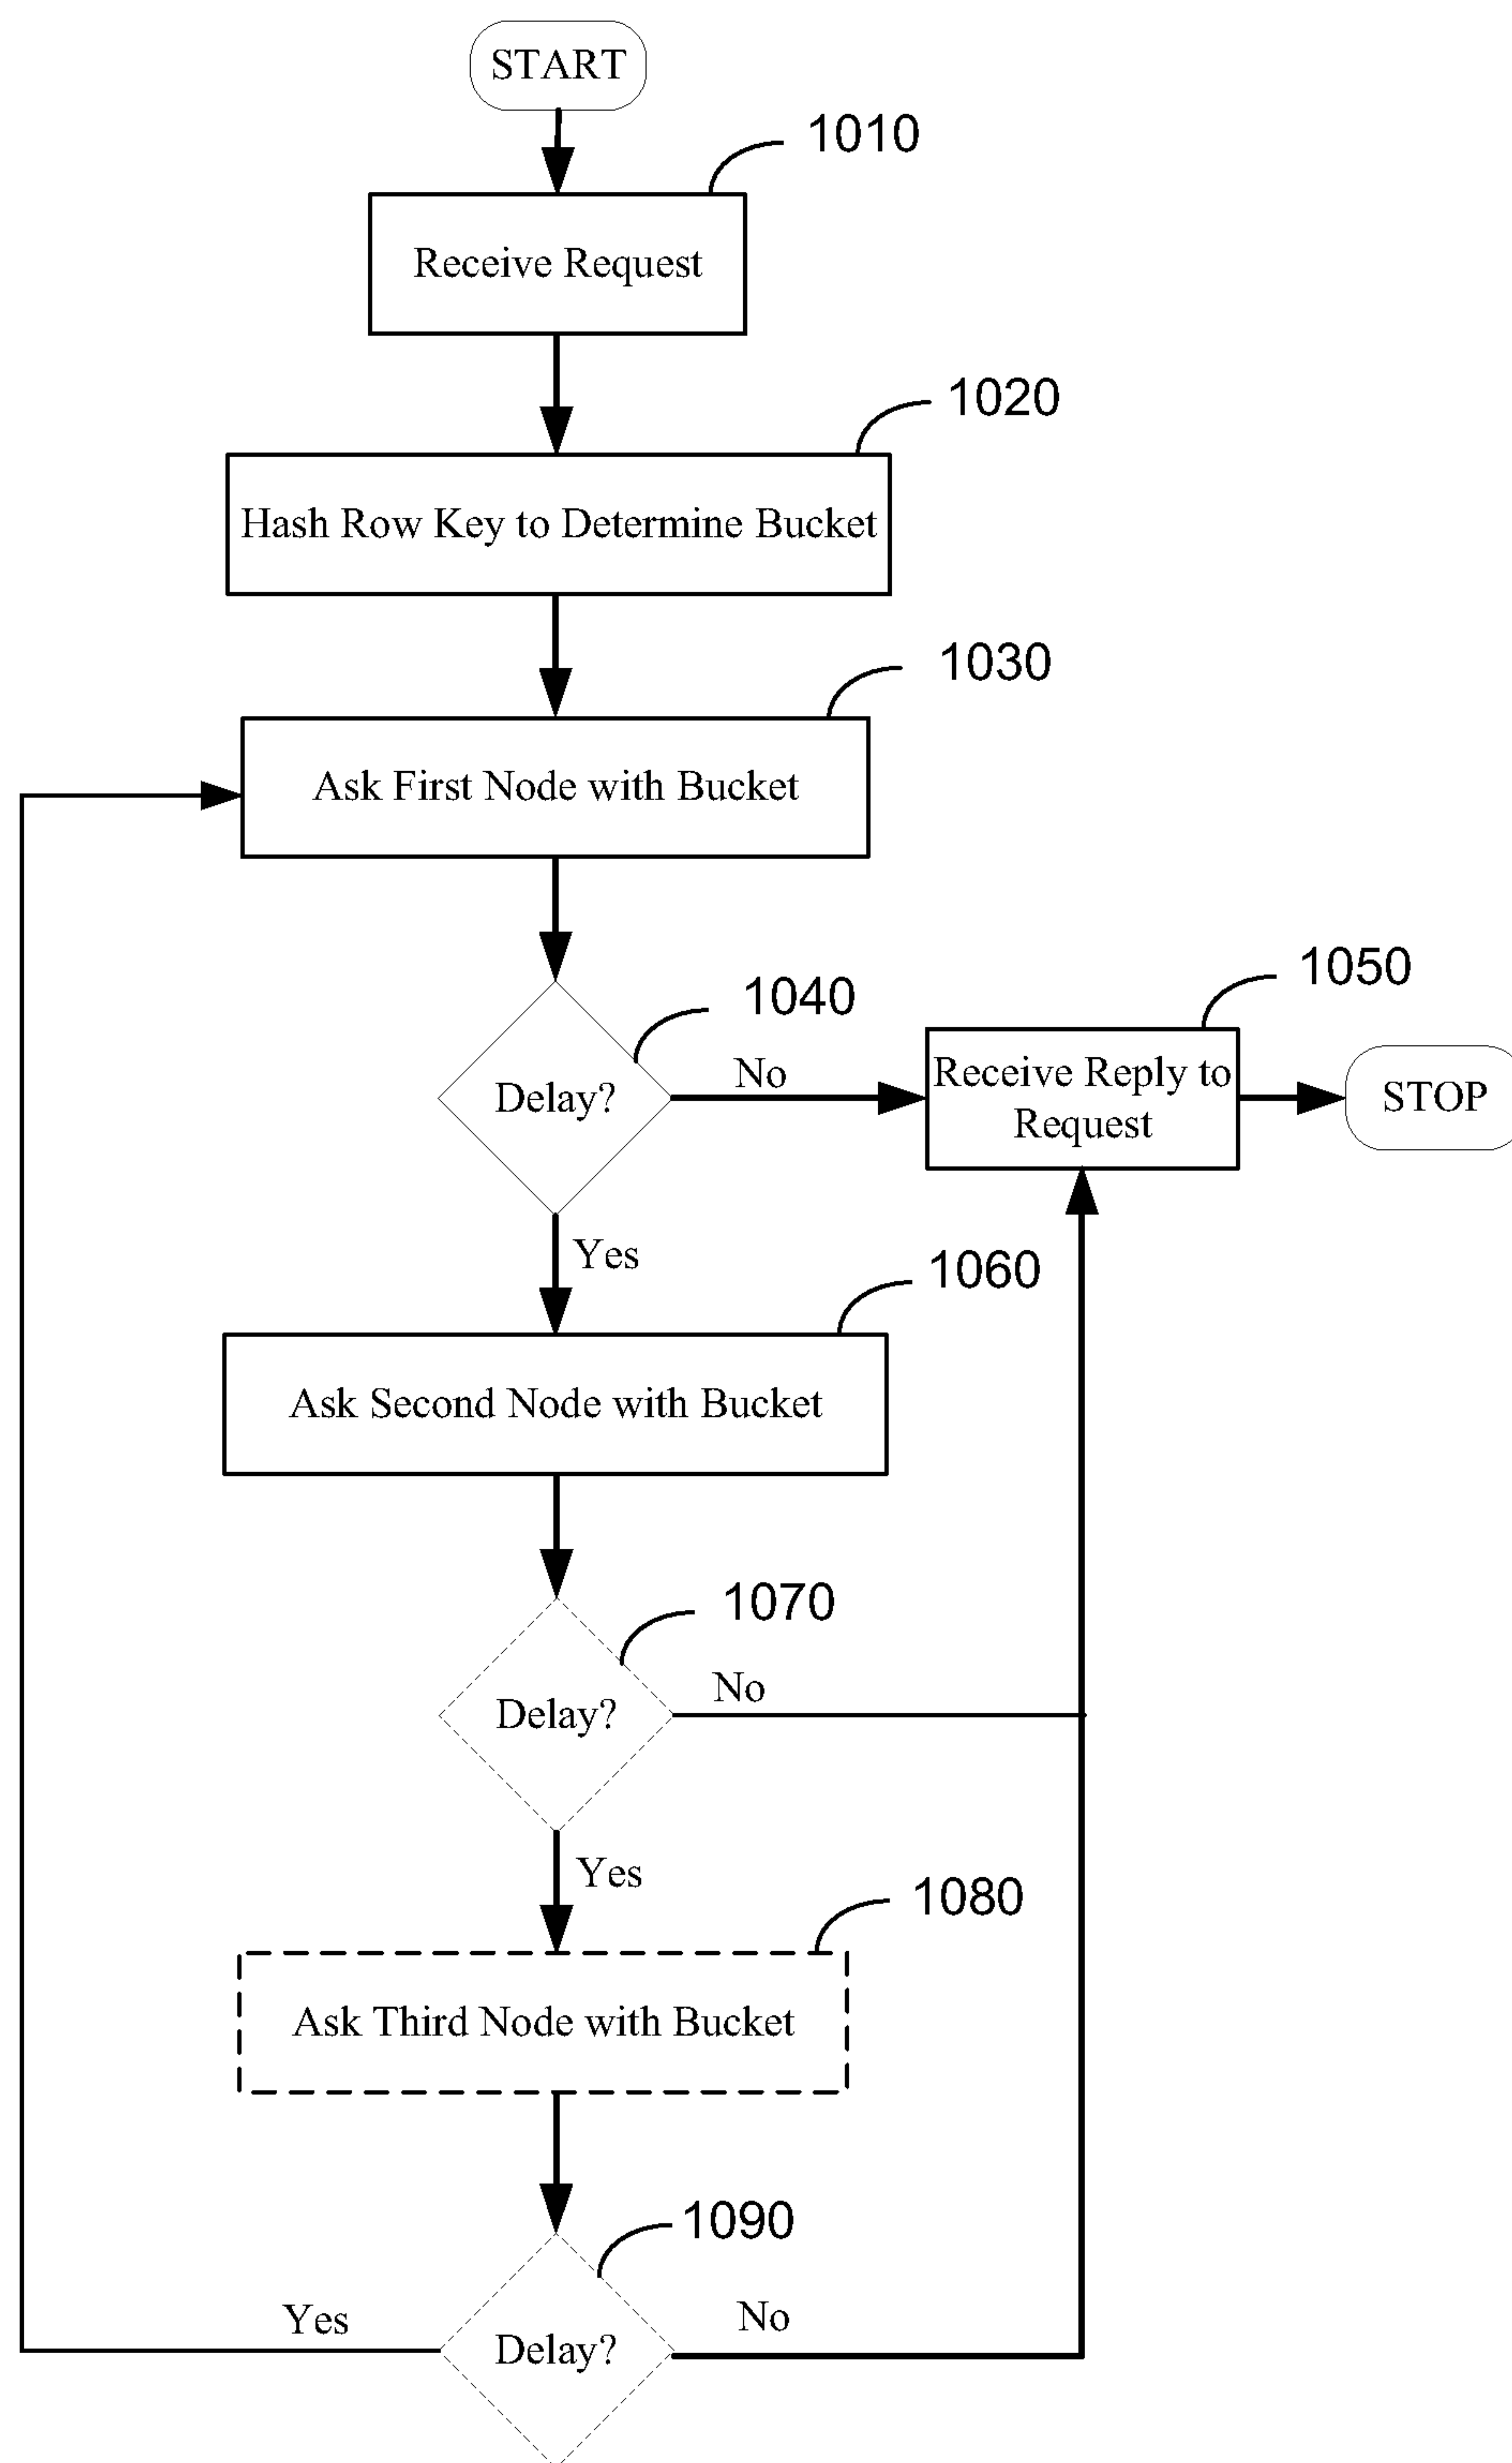 START
1010
Receive Request
1020
Hash Row Key to Determine Bucket
1030
Ask First Node with Bucket
1040
Delay?
No
1050
Receive Reply to
Request
STOP
Yes
1060
Ask Second Node with Bucket
1070
Delay?
No
Yes
1080
Ask Third Node with Bucket
1090
Yes
Delay?
No